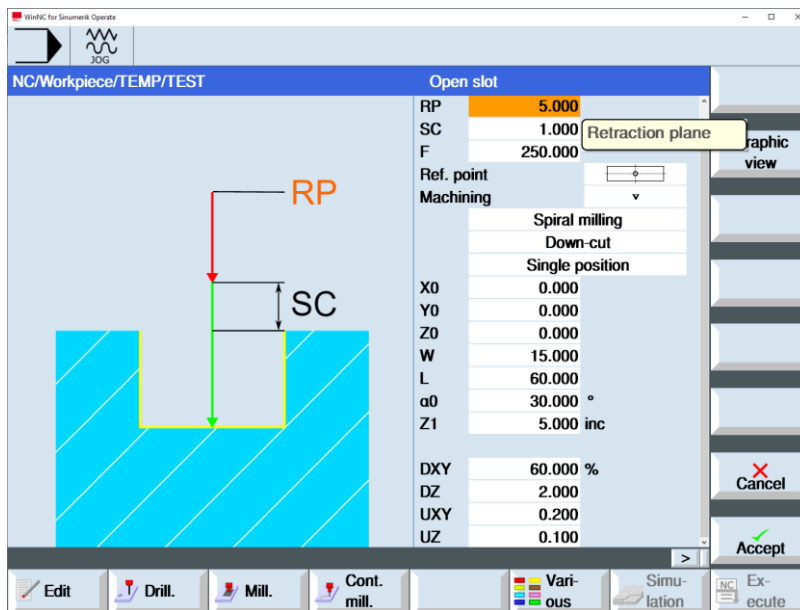 WinNC for Sinumerik Operate
JOG
NC/Workpiece/TEMP/TEST
Open slot
RP
SC
RP 5.000
SC 1.000
Retraction plane
F 250.000
Ref. point
Machining v
Spiral milling
Down-cut
Single position
X0 0.000
Y0 0.000
Z0 0.000
W 15.000
L 60.000
α0 30.000 °
Z1 5.000 inc
DXY 60.000 %
DZ 2.000
UXY 0.200
UZ 0.100
>
raphic
view
Cancel
Accept
Edit
Drill.
Mill.
Cont.
mill.
Vari-
ous
Simu-
lation
NC
Ex-
ecute